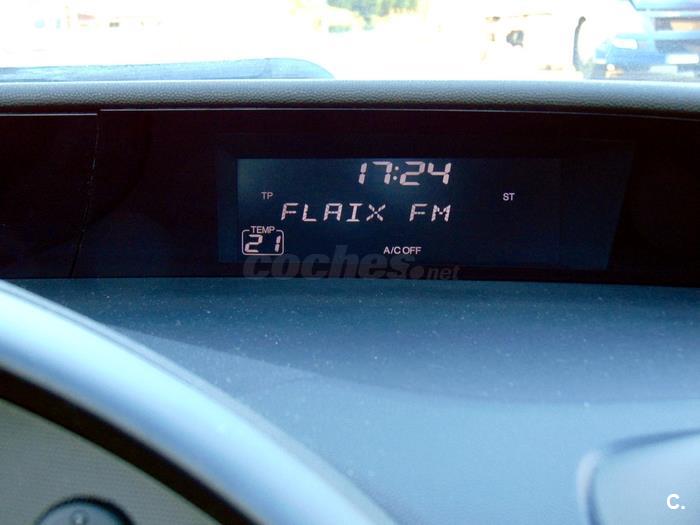 17:24
TP
ST
FLAIX FM
TEMP
21
A/C OFF
coches.net
C.